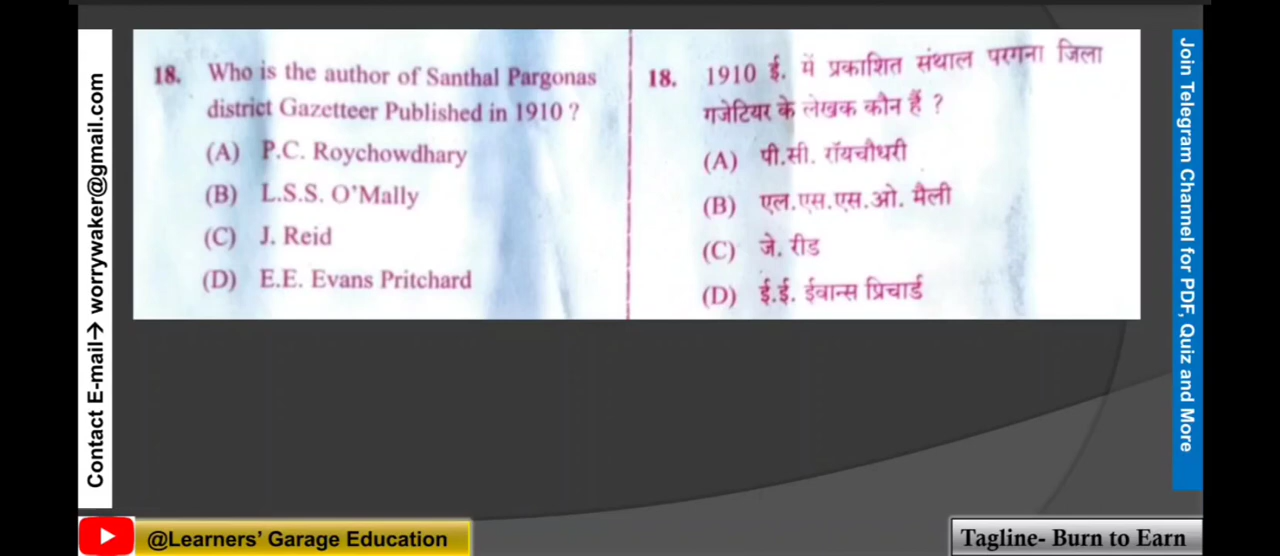 18. Who is the author of Santhal Pargonas
district Gazetteer Published in 1910 ?
(A) P.C. Roychowdhary
(B) L.S.S. O'Mally
(C) J. Reid
(D) E.E. Evans Pritchard
18. 1910 ई. में प्रकाशित संथाल परगना जिला
गजेटियर के लेखक कौन हैं ?
(A) पी.सी. रॉयचौधरी
(B) एल.एस.एस.ओ. मैली
(C) जे. रीड
(D) ई.ई. ईवान्स प्रिचार्ड
Contact E-mail→ worrywaker@gmail.com
Join Telegram Channel for PDF, Quiz and More
@Learners' Garage Education
Tagline- Burn to Earn